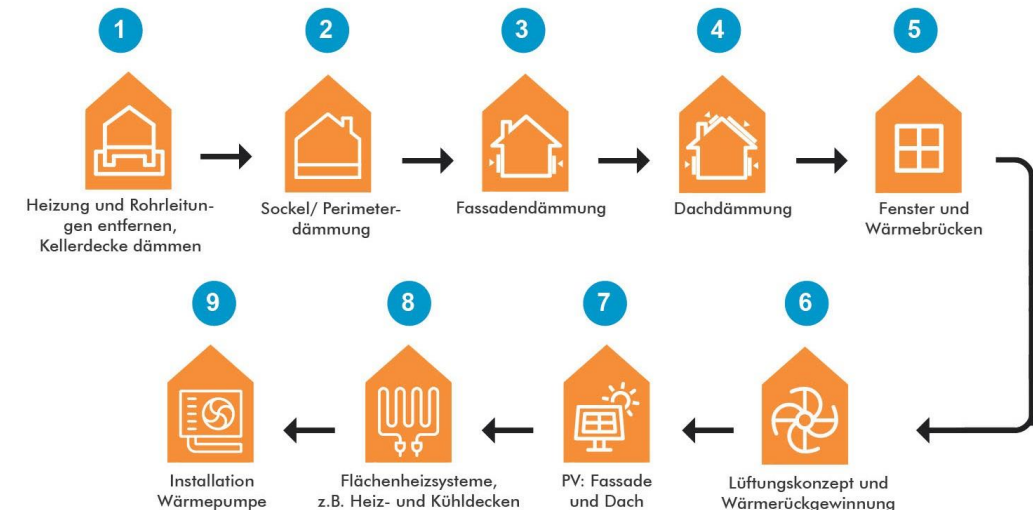 1
2
3
4
5
Heizung und Rohrleitun-
gen entfernen,
Kellerdecke dämmen
Sockel/ Perimeter-
dämmung
Fassadendämmung
Dachdämmung
Fenster und
Wärmebrücken
6
7
8
9
Lüftungskonzept und
Wärmerückgewinnung
PV: Fassade
und Dach
Flächenheizsysteme,
z.B. Heiz- und Kühldecken
Installation
Wärmepumpe